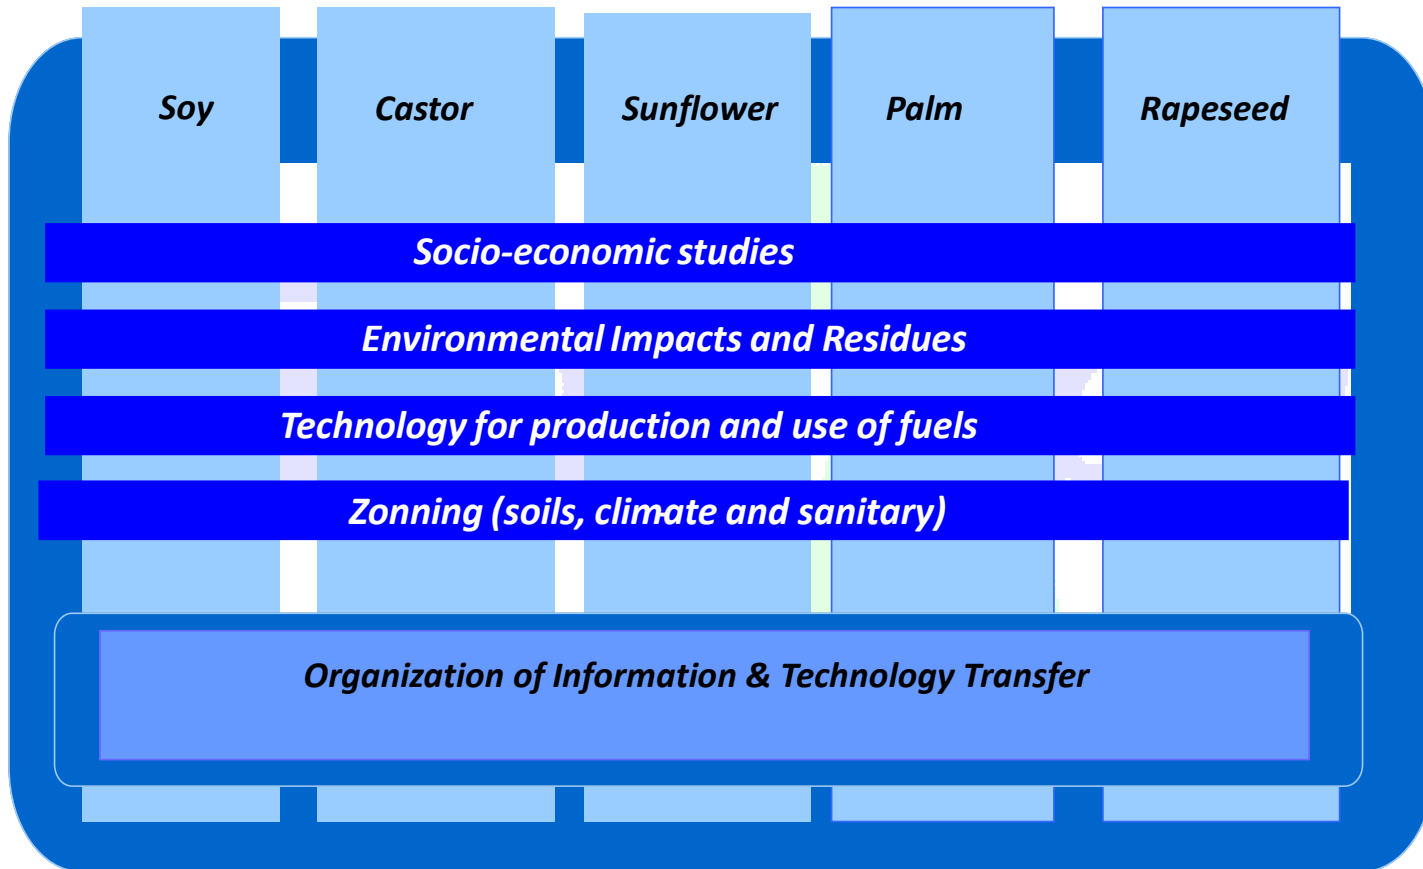 Soy
Castor
Sunflower
Palm
Rapeseed
Socio-economic studies
Environmental Impacts and Residues
Technology for production and use of fuels
Zonning (soils, climate and sanitary)
Organization of Information & Technology Transfer